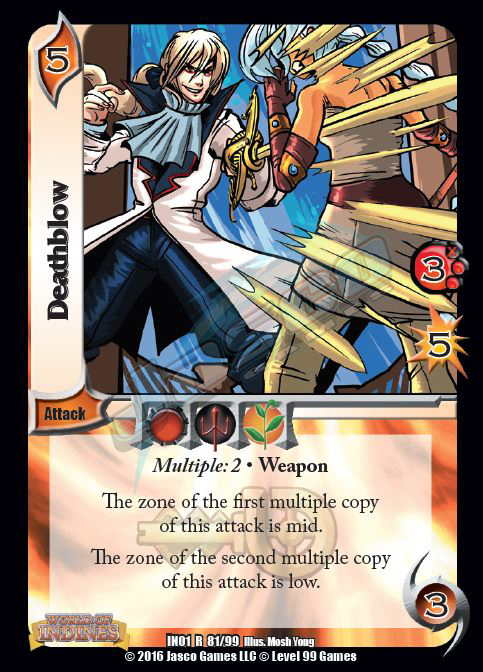 5
Deathblow
3
5
Attack
Multiple: 2 • Weapon
The zone of the first multiple copy
of this attack is mid.
The zone of the second multiple copy
of this attack is low.
3
WORLD OF
INDINES
IN01 R 81/99 Illus. Mosh Yong
© 2016 Jasco Games LLC © Level 99 Games